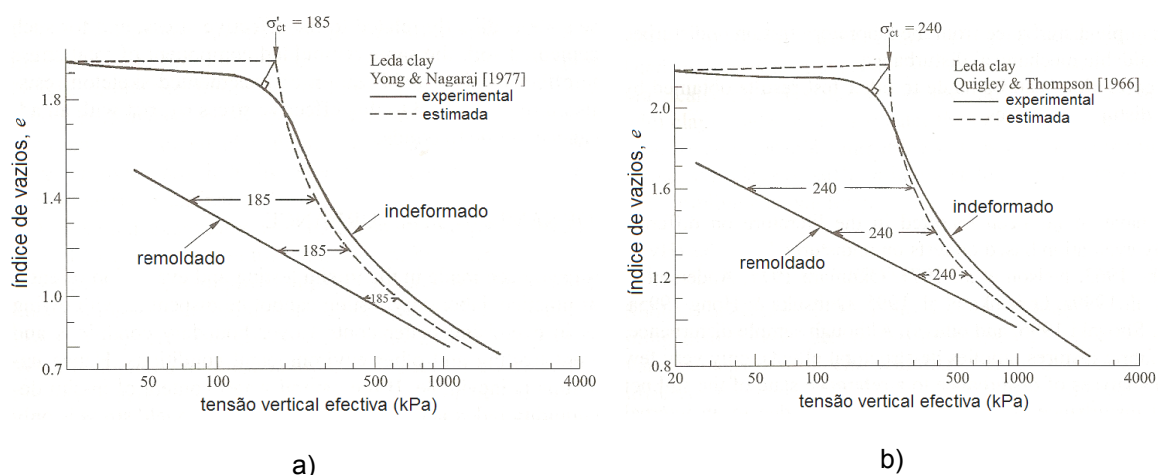 σ'ct = 185
Leda clay
Yong & Nagaraj [1977]
experimental
estimada
índice de vazios, e
1.8
1.4
1.0
0.7
185
185
185
indeformado
remoldado
50
100
500
1000
4000
tensão vertical efectiva (kPa)
a)
σ'ct = 240
Leda clay
Quigley & Thompson [1966]
experimental
estimada
índice de vazios, e
2.0
1.6
1.2
0.8
240
240
240
indeformado
remoldado
20
50
100
500
1000
4000
tensão vertical efectiva (kPa)
b)